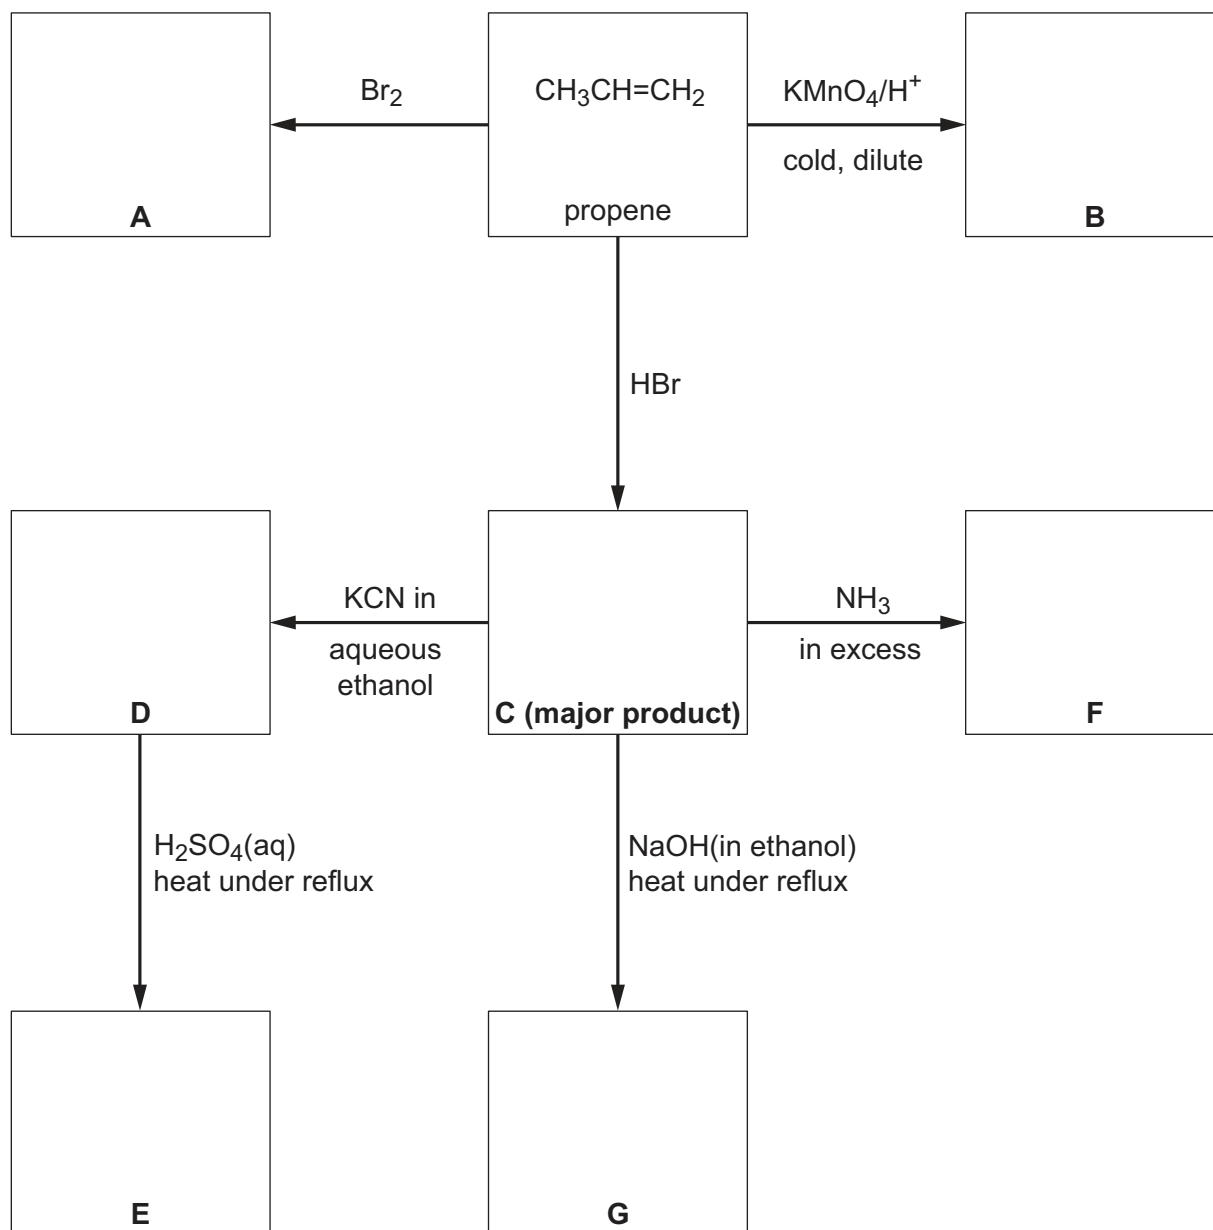 Br₂
CH₃CH=CH₂
KMnO₄/H⁺
cold, dilute
A
propene
B
HBr
KCN in
aqueous
ethanol
NH₃
in excess
D
C (major product)
F
H₂SO₄(aq)
heat under reflux
NaOH(in ethanol)
heat under reflux
E
G